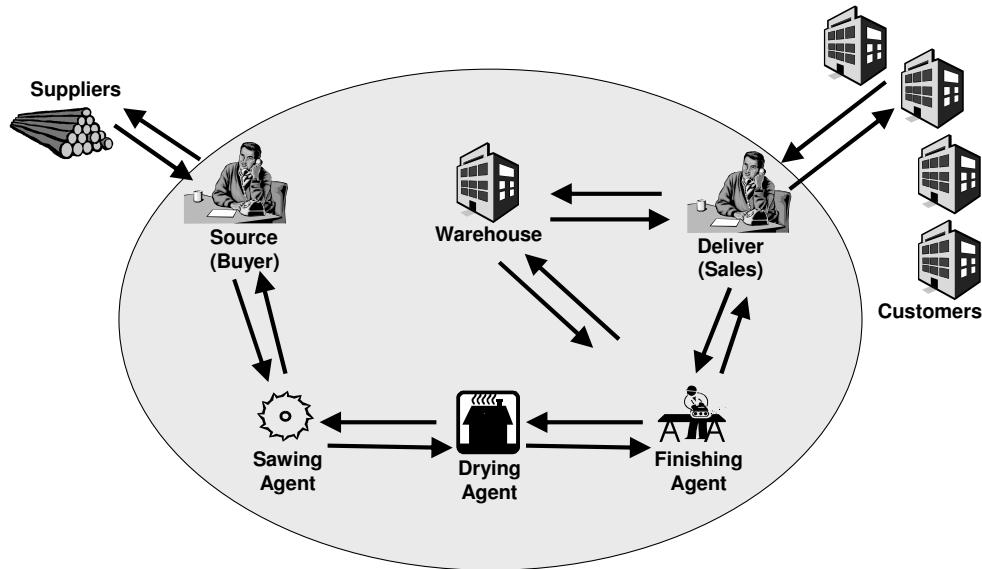 Suppliers
Source
(Buyer)
Warehouse
Deliver
(Sales)
Customers
Sawing
Agent
Drying
Agent
Finishing
Agent